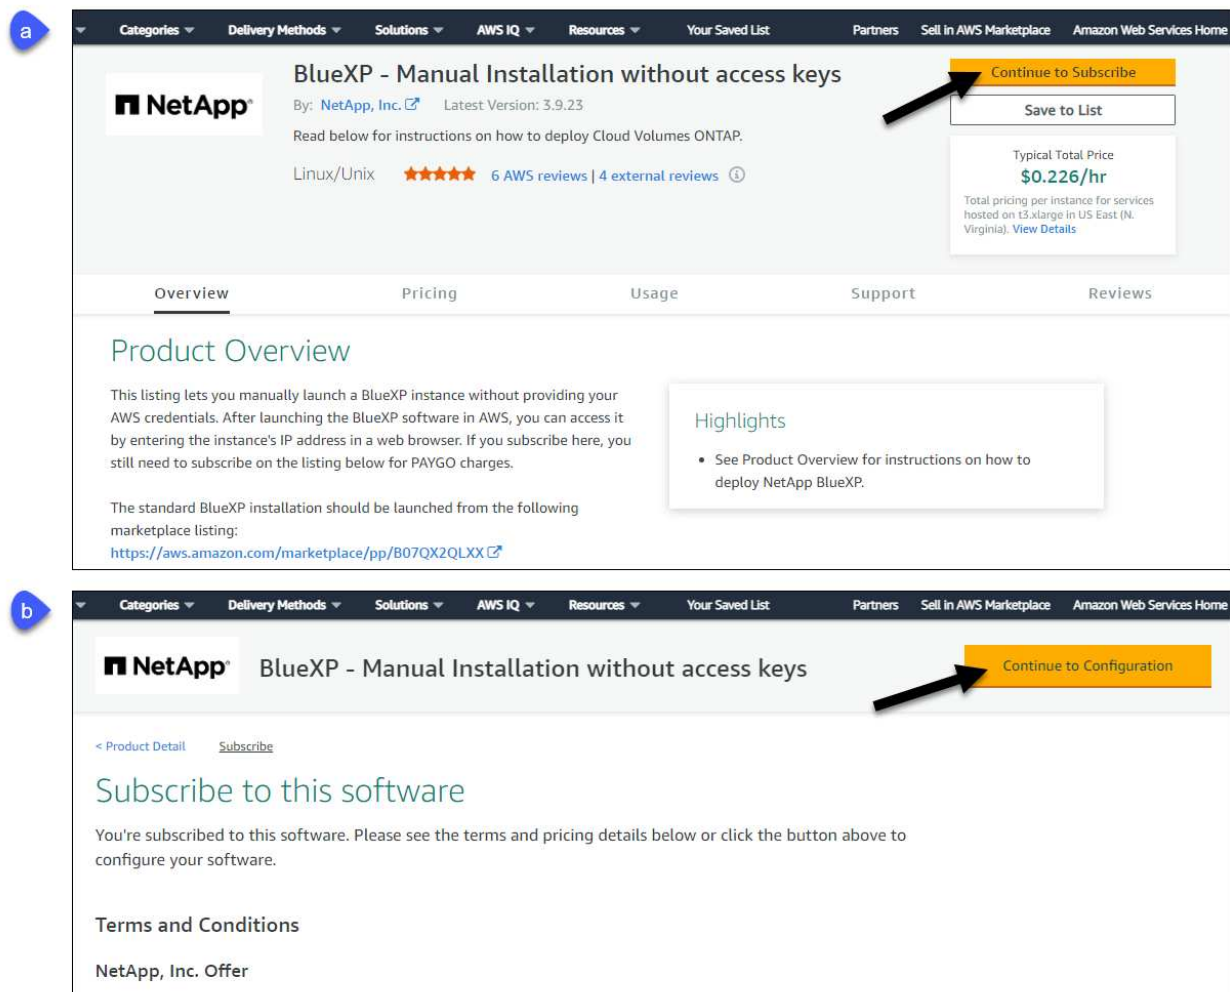 a
Categories Delivery Methods Solutions AWS IQ Resources Your Saved List Partners Sell in AWS Marketplace Amazon Web Services Home
NetApp
BlueXP - Manual Installation without access keys
By: NetApp, Inc. Latest Version: 3.9.23
Read below for instructions on how to deploy Cloud Volumes ONTAP.
Linux/Unix 6 AWS reviews | 4 external reviews
Continue to Subscribe
Save to List
Typical Total Price
$0.226/hr
Total pricing per instance for services
hosted on t3.xlarge in US East (N.
Virginia). View Details
Overview Pricing Usage Support Reviews
Product Overview
This listing lets you manually launch a BlueXP instance without providing your
AWS credentials. After launching the BlueXP software in AWS, you can access it
by entering the instance's IP address in a web browser. If you subscribe here, you
still need to subscribe on the listing below for PAYGO charges.
The standard BlueXP installation should be launched from the following
marketplace listing:
https://aws.amazon.com/marketplace/pp/B07QX2QLXX
Highlights
• See Product Overview for instructions on how to
deploy NetApp BlueXP.
b
Categories Delivery Methods Solutions AWS IQ Resources Your Saved List Partners Sell in AWS Marketplace Amazon Web Services Home
NetApp
BlueXP - Manual Installation without access keys
Continue to Configuration
< Product Detail Subscribe
Subscribe to this software
You're subscribed to this software. Please see the terms and pricing details below or click the button above to
configure your software.
Terms and Conditions
NetApp, Inc. Offer